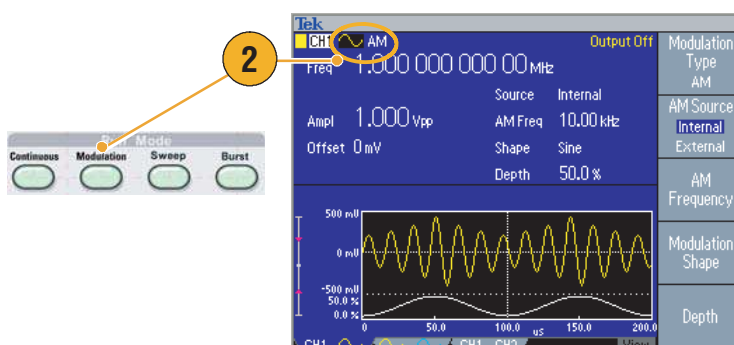 Tek
CH1 AM Output Off
Freq 1.000 000 000 00 MHz
Source Internal
Ampl 1.000 Vpp AM Freq 10.00 kHz
Offset 0 mV Shape Sine
Depth 50.0 %
500 mU
0 mU
-500 mU
50.0 %
0.0 %
0 50.0 100.0 us 150.0 200.0
CH1 CH1 CH2 View
Modulation
Type
AM
AM Source
Internal
External
AM
Frequency
Modulation
Shape
Depth
2
Run Mode
Continuous Modulation Sweep Burst